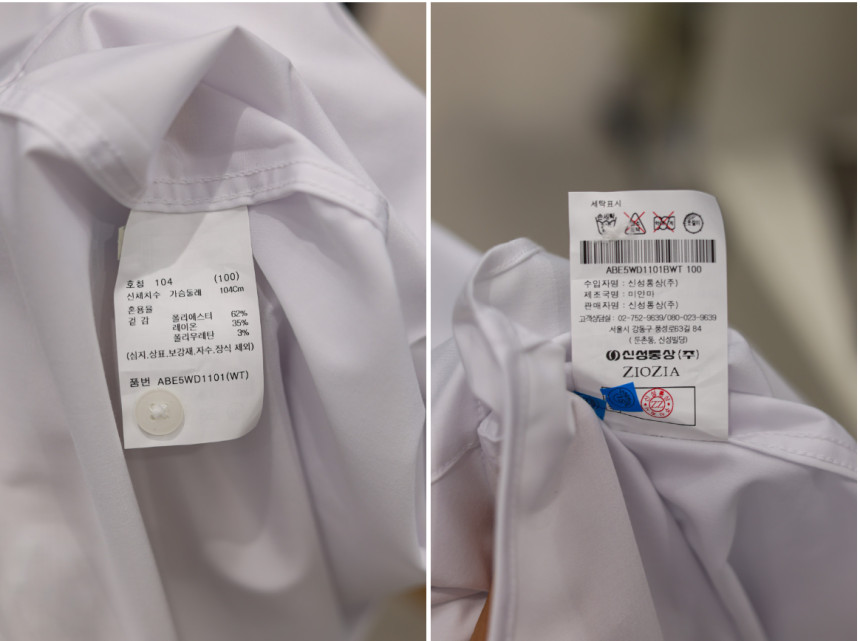 호칭 104 (100)
신체치수 가슴둘레 104Cm
혼용율
겉감 폴리에스터 62%
레이온 35%
폴리우레탄 3%
(심지,상표,보강재,자수,장식 제외)
품번 ABE5WD1101(WT)
세탁표시
ABE5WD1101BWT 100
수입자명 : 신성통상(주)
제조국명 : 미얀마
판매자명 : 신성통상(주)
고객상담실 : 02-752-9639/080-023-9639
서울시 강동구 풍성로63길 84
( 둔촌동, 신성빌딩)
신성통상(주)
ZIOZIA